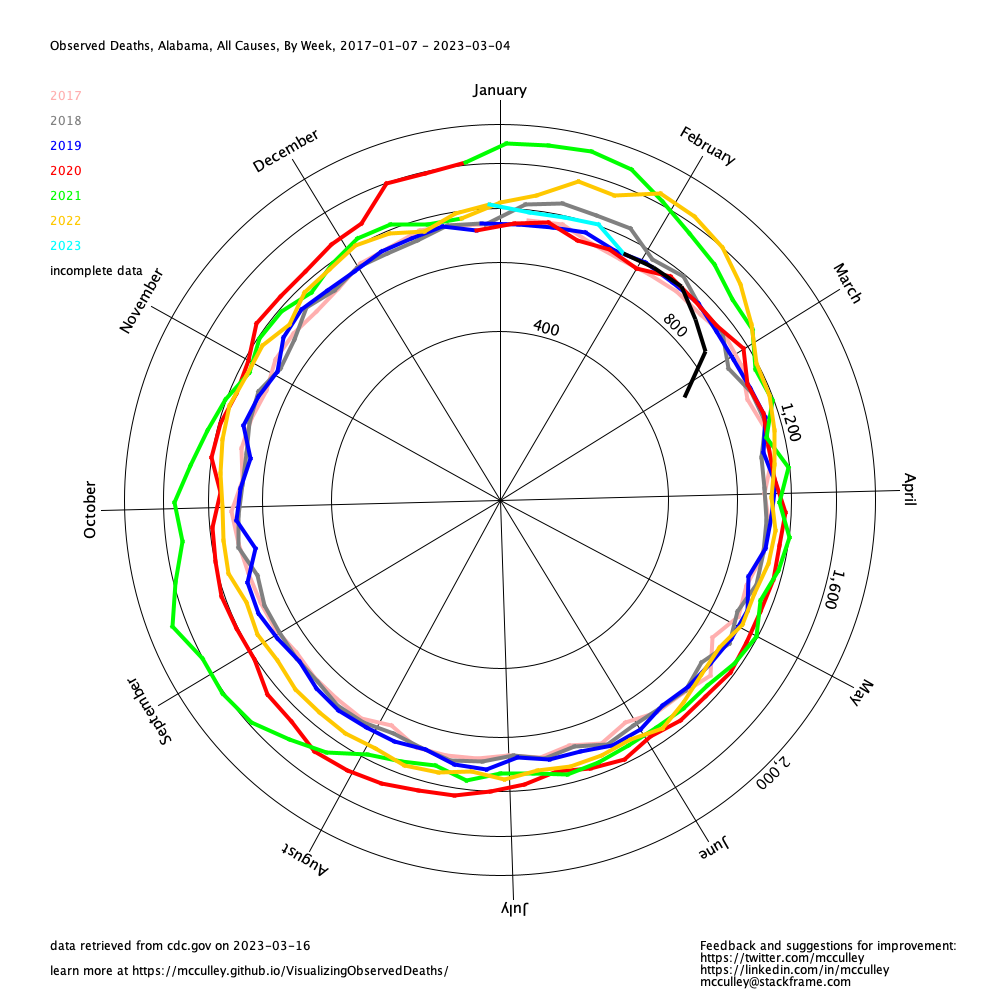 Observed Deaths, Alabama, All Causes, By Week, 2017-01-07 - 2023-03-04
January
2017
2018
2019
2020
2021
2022
2023
incomplete data
December
February
November
March
400
800
1,200
April
October
1,600
May
September
2,000
June
August
July
data retrieved from cdc.gov on 2023-03-16
learn more at https://mcculley.github.io/VisualizingObservedDeaths/
Feedback and suggestions for improvement:
https://twitter.com/mcculley
https://linkedin.com/in/mcculley
mcculley@stackframe.com